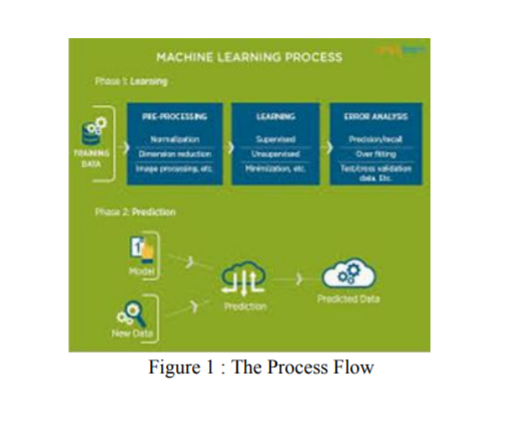 MACHINE LEARNING PROCESS
Phase 1: Learning
TRAINING
DATA
PRE-PROCESSING
Normalization
Dimension reduction
Image processing, etc.
LEARNING
Supervised
Unsupervised
Minimization, etc.
ERROR ANALYSIS
Precision/recall
Over fitting
Test/cross validation
data. Etc.
Phase 2: Prediction
Model
New Data
Prediction
Predicted Data
Figure 1 : The Process Flow